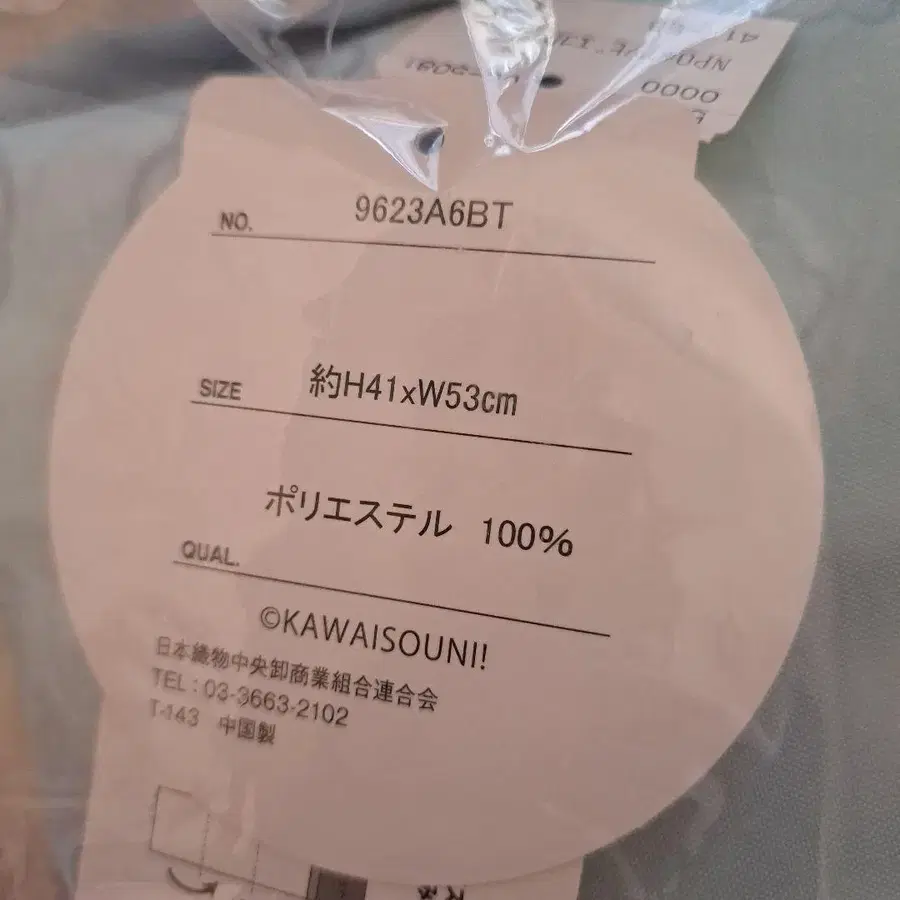 NO. 9623A6BT
SIZE 約H41xW53cm
ポリエステル 100%
QUAL.
©KAWAISOUNI!
日本織物中央卸商業組合連合会
TEL : 03-3663-2102
T-143 中国製
0000
41